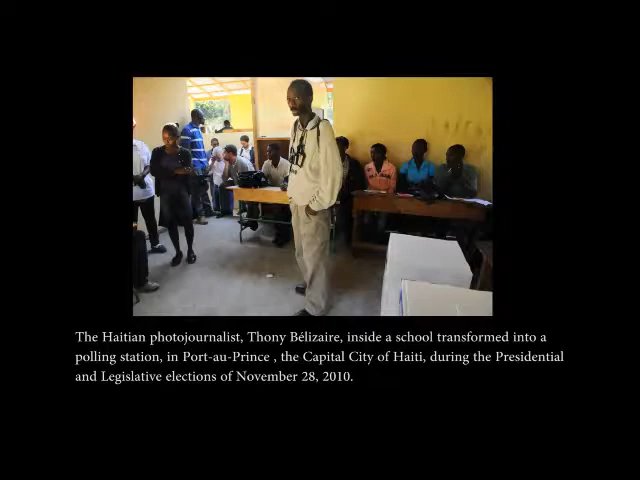 The Haitian photojournalist, Thony Bélizaire, inside a school transformed into a
polling station, in Port-au-Prince , the Capital City of Haiti, during the Presidential
and Legislative elections of November 28, 2010.